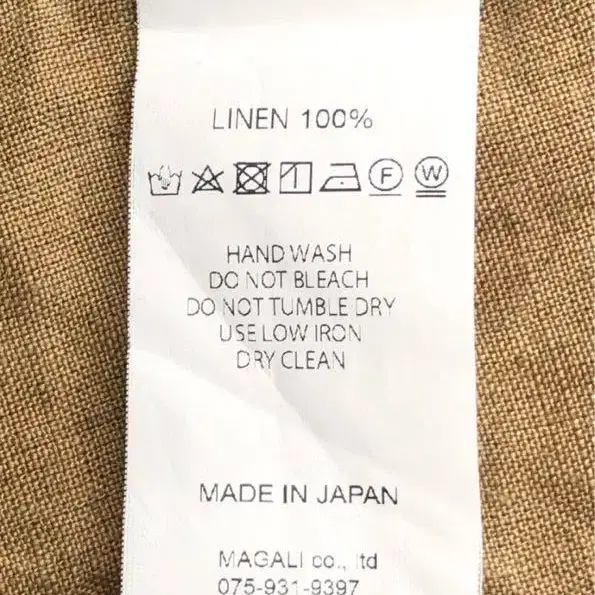 LINEN 100%
F W
HAND WASH
DO NOT BLEACH
DO NOT TUMBLE DRY
USE LOW IRON
DRY CLEAN
MADE IN JAPAN
MAGALI co., ltd
075-931-9397